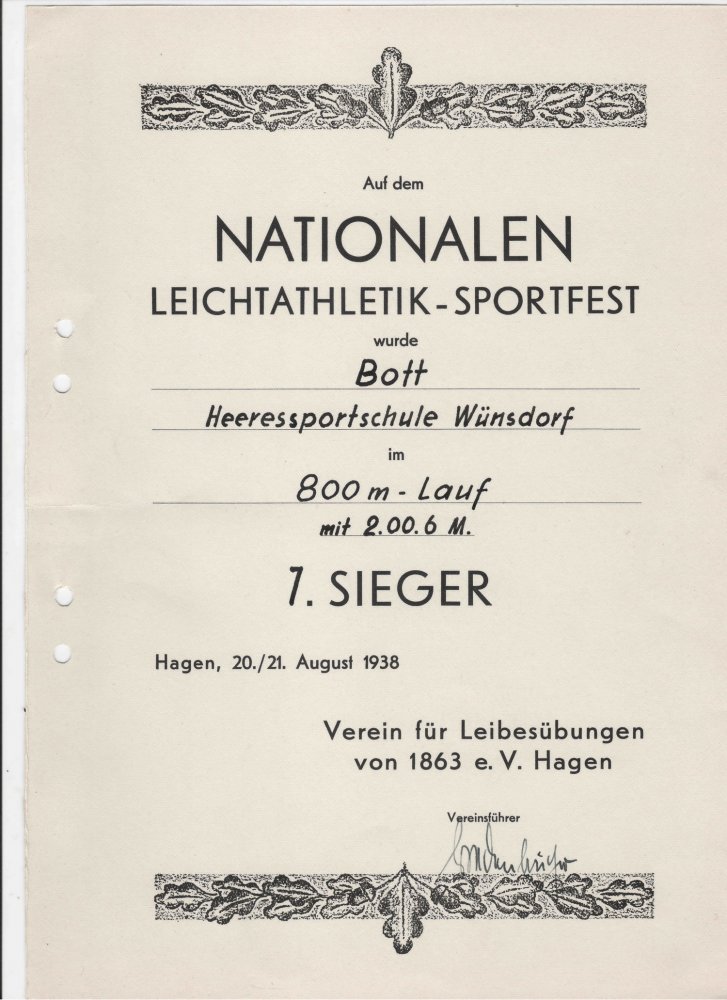 Auf dem
NATIONALEN
LEICHTATHLETIK-SPORTFEST
wurde
Bott
Heeressportschule Wünsdorf
im
800 m - Lauf
mit 2.00.6 M.
1. SIEGER
Hagen, 20./21. August 1938
Verein für Leibesübungen
von 1863 e. V. Hagen
Vereinsführer